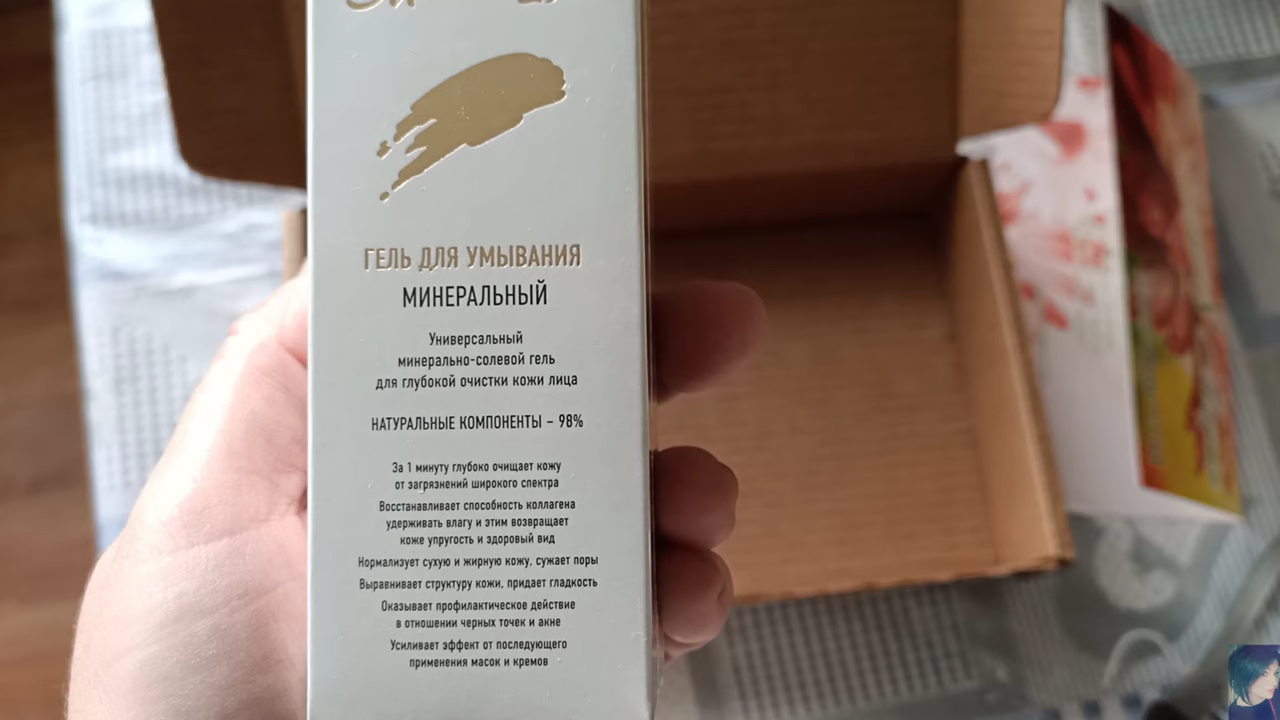 ГЕЛЬ ДЛЯ УМЫВАНИЯ
МИНЕРАЛЬНЫЙ
Универсальный
минерально-солевой гель
для глубокой очистки кожи лица
НАТУРАЛЬНЫЕ КОМПОНЕНТЫ – 98%
За 1 минуту глубоко очищает кожу
от загрязнений широкого спектра
Восстанавливает способность коллагена
удерживать влагу и этим возвращает
коже упругость и здоровый вид
Нормализует сухую и жирную кожу, сужает поры
Выравнивает структуру кожи, придает гладкость
Оказывает профилактическое действие
в отношении черных точек и акне
Усиливает эффект от последующего
применения масок и кремов